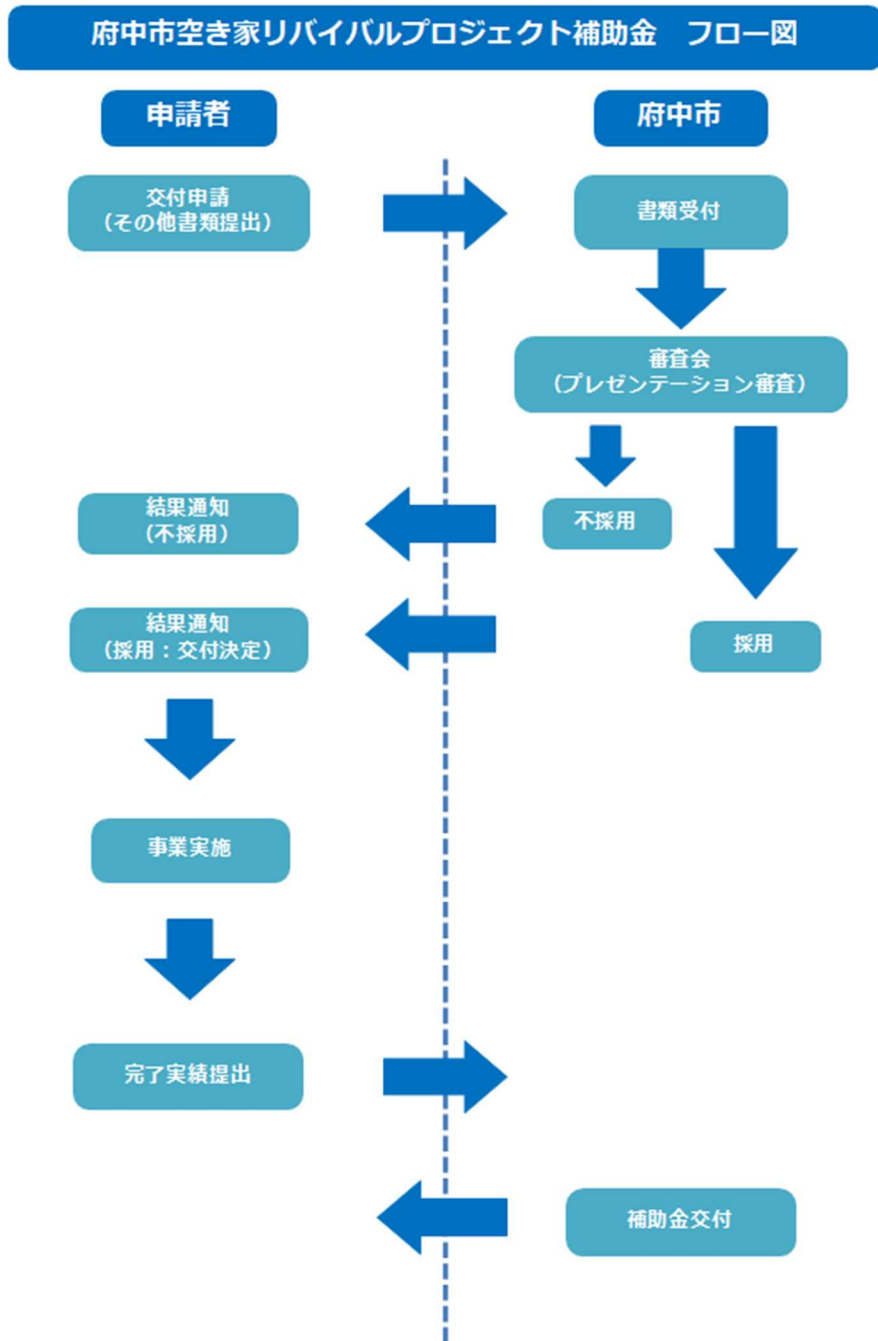 府中市空き家リバイバルプロジェクト補助金　フロー図
申請者
府中市
交付申請
（その他書類提出）
書類受付
審査会
（プレゼンテーション審査）
結果通知
（不採用）
不採用
結果通知
（採用：交付決定）
採用
事業実施
完了実績提出
補助金交付